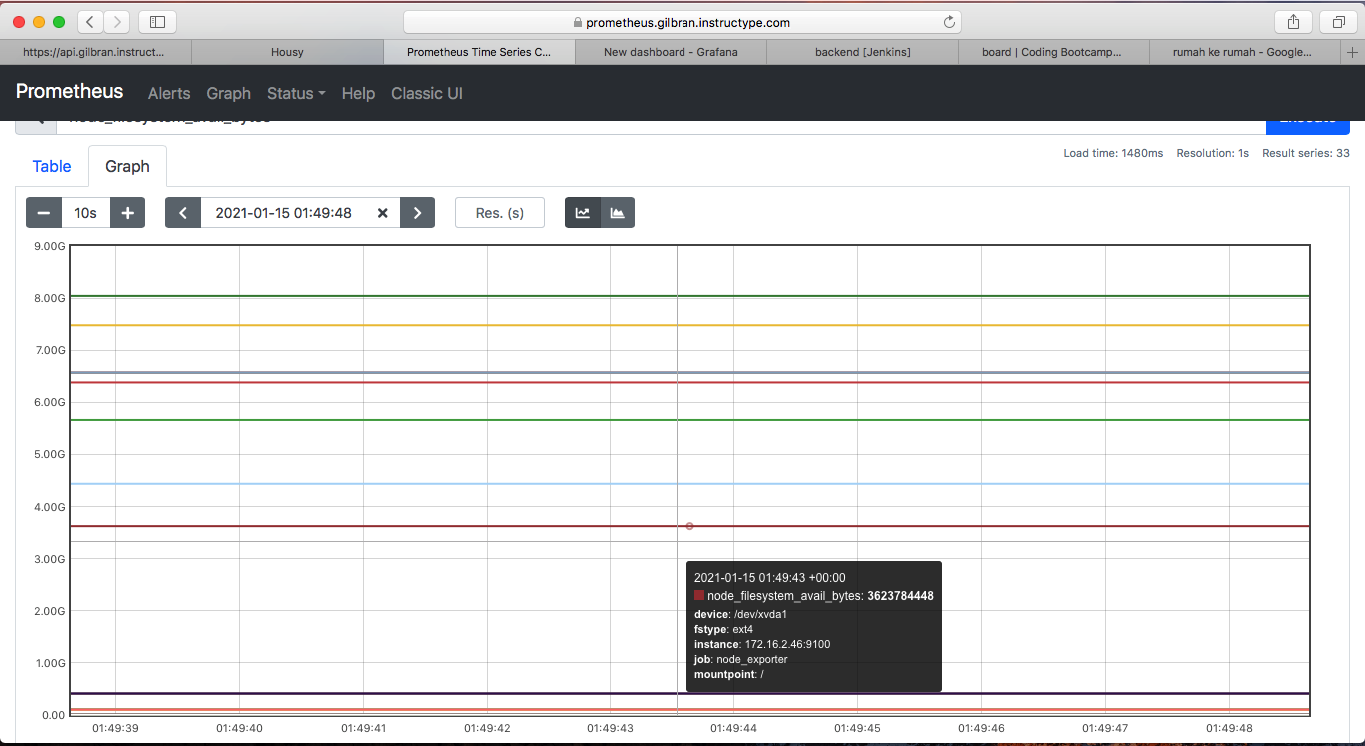 prometheus.gilbran.instructype.com
https://api.gilbran.instruct... Housy Prometheus Time Series C... New dashboard - Grafana backend [Jenkins] board | Coding Bootcamp... rumah ke rumah - Google...
Prometheus Alerts Graph Status Help Classic UI
node_filesystem_avail_bytes Execute
Load time: 1480ms Resolution: 1s Result series: 33
Table Graph
10s 2021-01-15 01:49:48 Res. (s)
9.00G
8.00G
7.00G
6.00G
5.00G
4.00G
3.00G
2.00G
1.00G
0.00
2021-01-15 01:49:43 +00:00
node_filesystem_avail_bytes: 3623784448
device: /dev/xvda1
fstype: ext4
instance: 172.16.2.46:9100
job: node_exporter
mountpoint: /
01:49:39 01:49:40 01:49:41 01:49:42 01:49:43 01:49:44 01:49:45 01:49:46 01:49:47 01:49:48